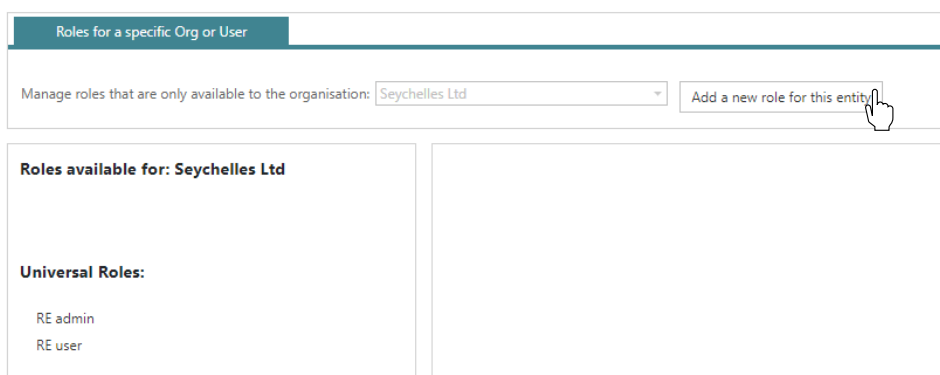 Roles for a specific Org or User
Manage roles that are only available to the organisation: Seychelles Ltd Add a new role for this entity
Roles available for: Seychelles Ltd
Universal Roles:
RE admin
RE user